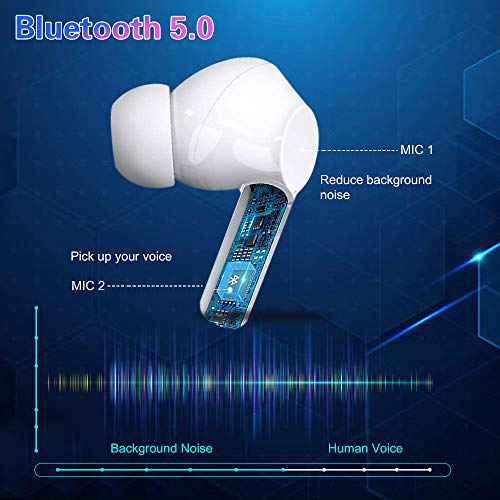 Bluetooth 5.0
MIC 1
Reduce background
noise
Pick up your voice
MIC 2
Background Noise
Human Voice